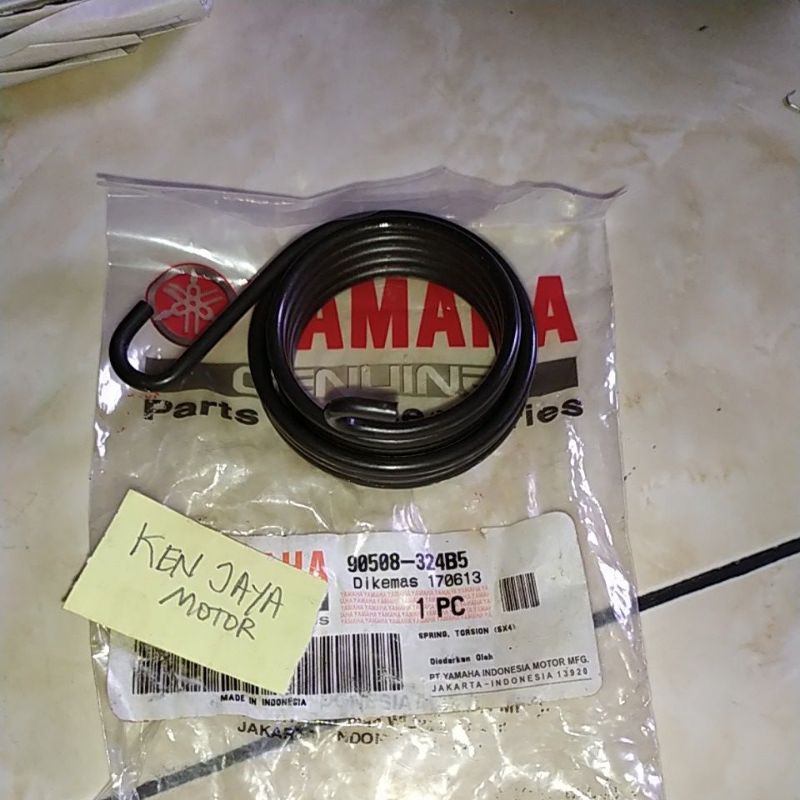 YAMAHA
GENUINE
Parts
KEN JAYA
MOTOR
90508-324B5
Dikemas 170613
1 PC
SPRING, TORSION (5X4)
Diedarkan Oleh
PT YAMAHA INDONESIA MOTOR MFG.
JAKARTA-INDONESIA 13920
MADE IN INDONESIA